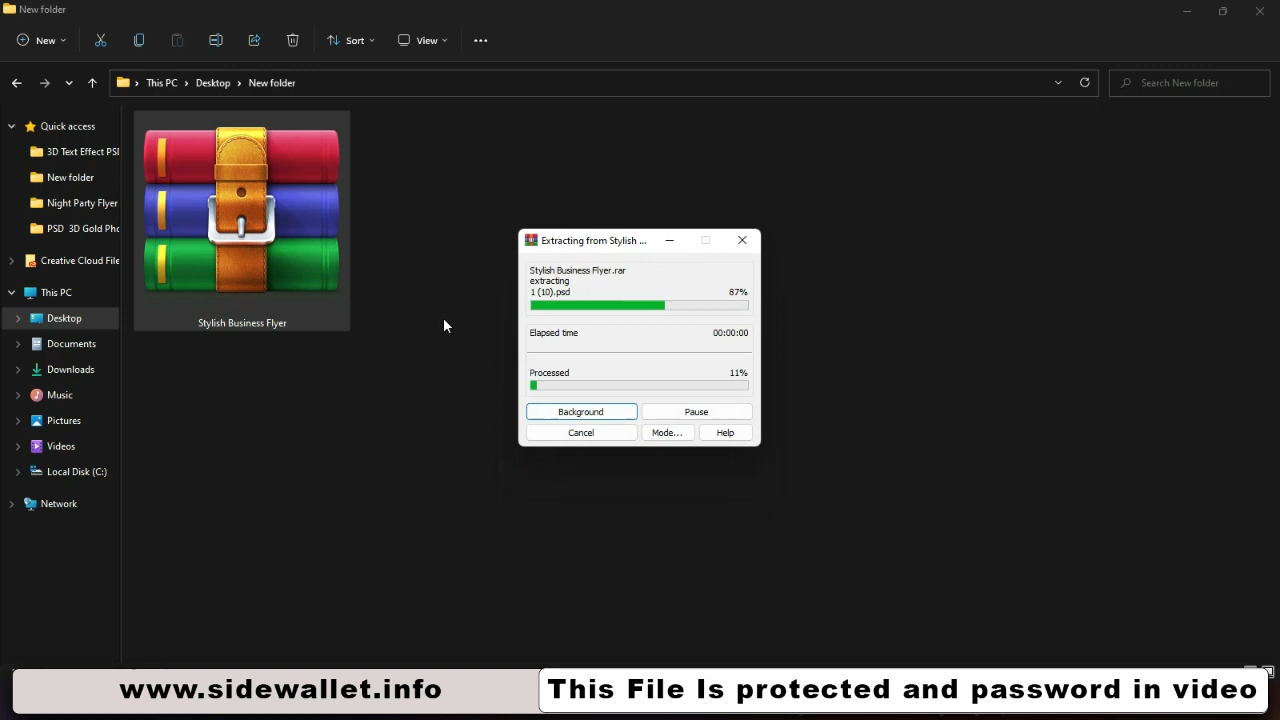 New folder
New
Sort
View
This PC
Desktop
New folder
Search New folder
Quick access
3D Text Effect PSD
New folder
Night Party Flyer
PSD 3D Gold Pho
Creative Cloud File
This PC
Desktop
Documents
Downloads
Music
Pictures
Videos
Local Disk (C:)
Network
Stylish Business Flyer
Extracting from Stylish ...
Stylish Business Flyer.rar
extracting
1 (10).psd 87%
Elapsed time 00:00:00
Processed 11%
Background Pause
Cancel Mode... Help
www.sidewallet.info
This File Is protected and password in video